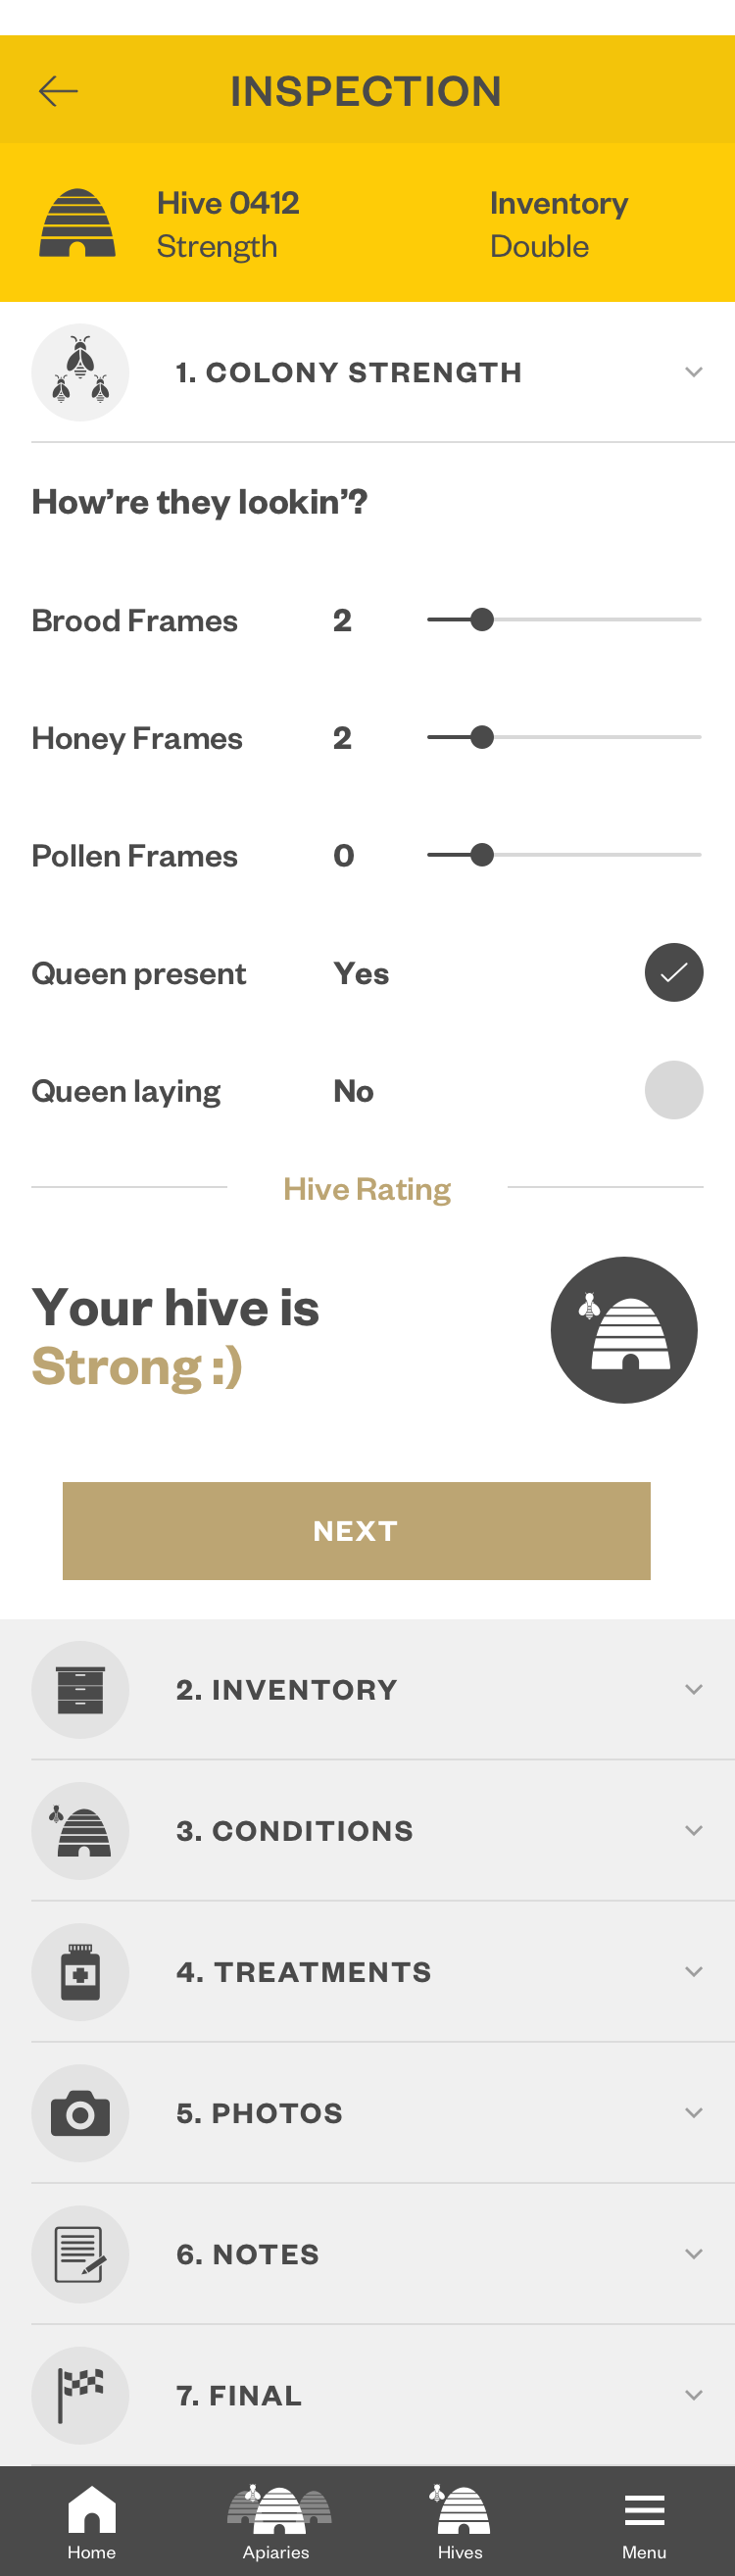 INSPECTION
Hive 0412
Strength
Inventory
Double
1. COLONY STRENGTH
How’re they lookin’?
Brood Frames 2
Honey Frames 2
Pollen Frames 0
Queen present Yes
Queen laying No
Hive Rating
Your hive is
Strong :)
NEXT
2. INVENTORY
3. CONDITIONS
4. TREATMENTS
5. PHOTOS
6. NOTES
7. FINAL
Home Apiaries Hives Menu